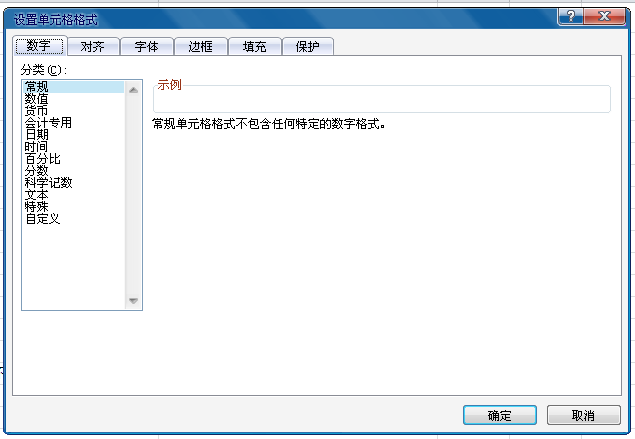 设置单元格格式
数字 对齐 字体 边框 填充 保护
分类(C):
常规
数值
货币
会计专用
日期
时间
百分比
分数
科学记数
文本
特殊
自定义
示例
常规单元格格式不包含任何特定的数字格式。
确定 取消